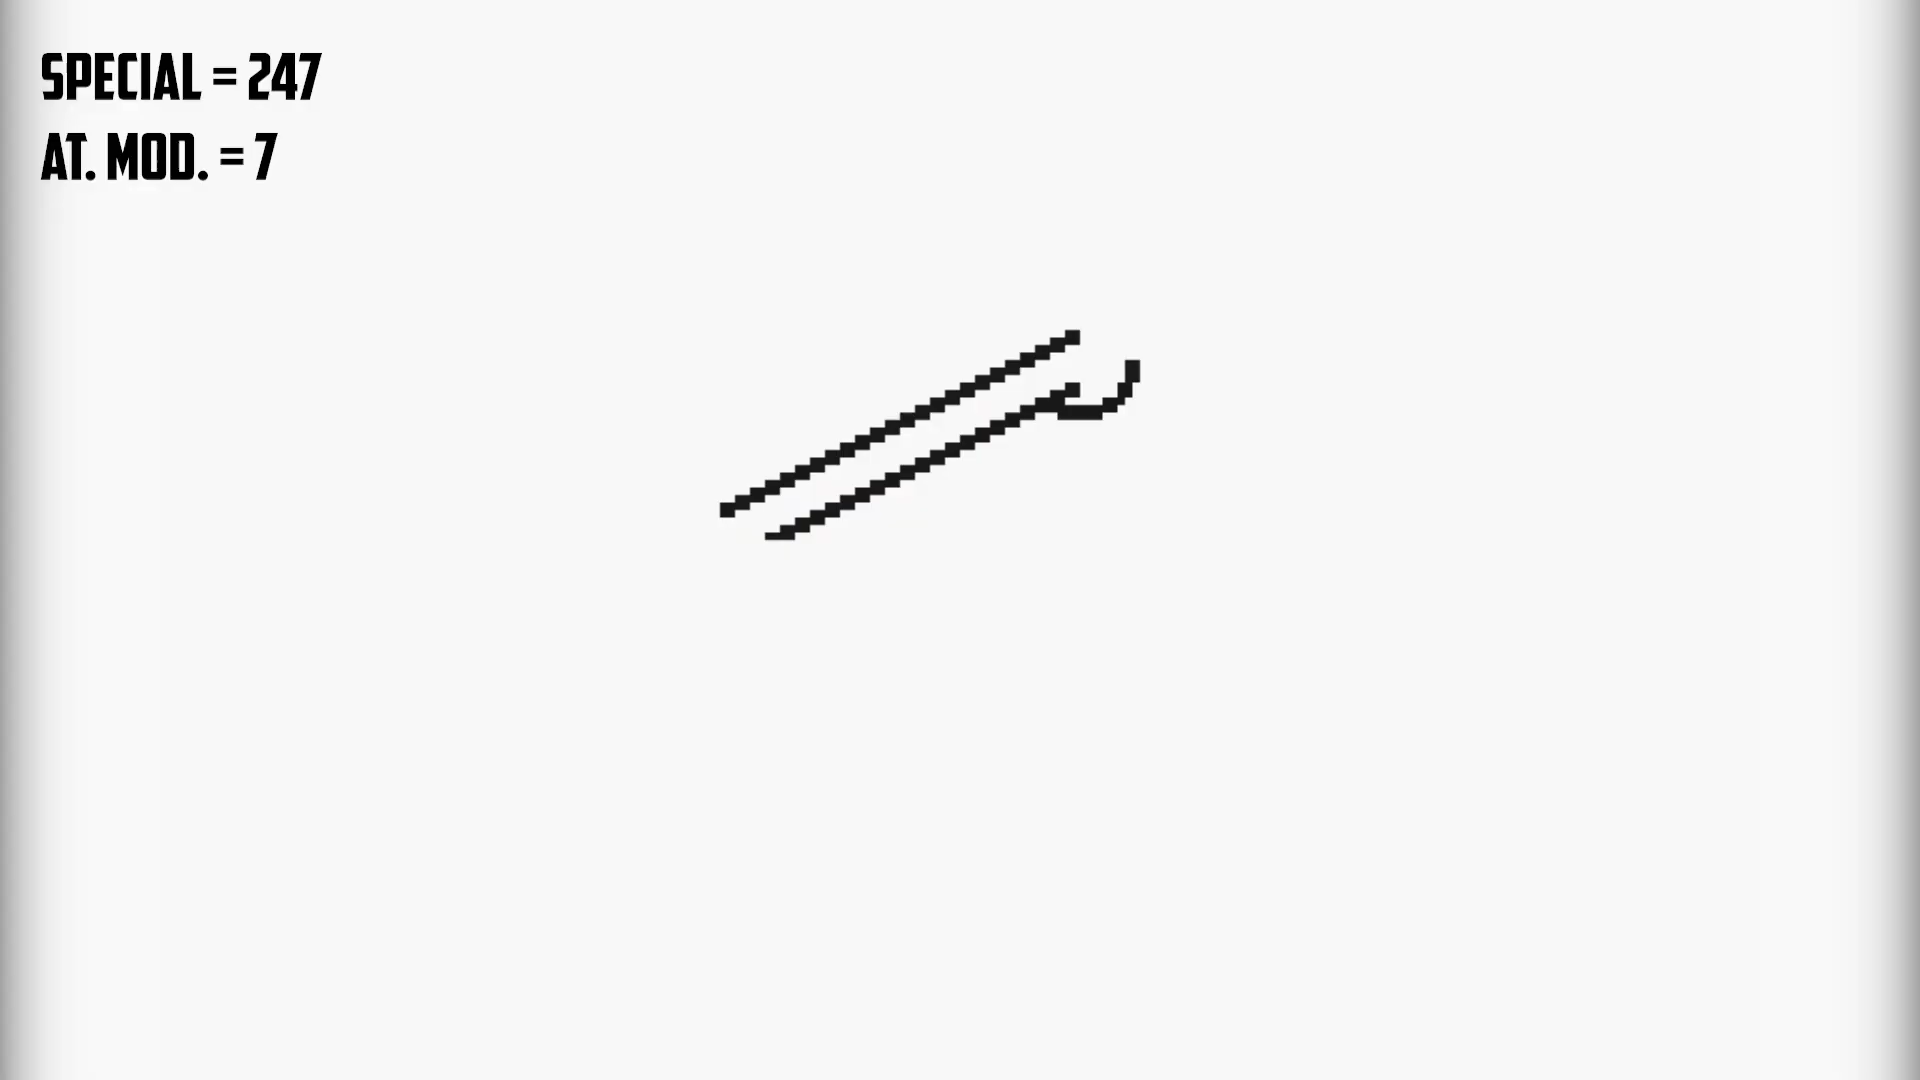 SPECIAL = 247
AT. MOD. = 7